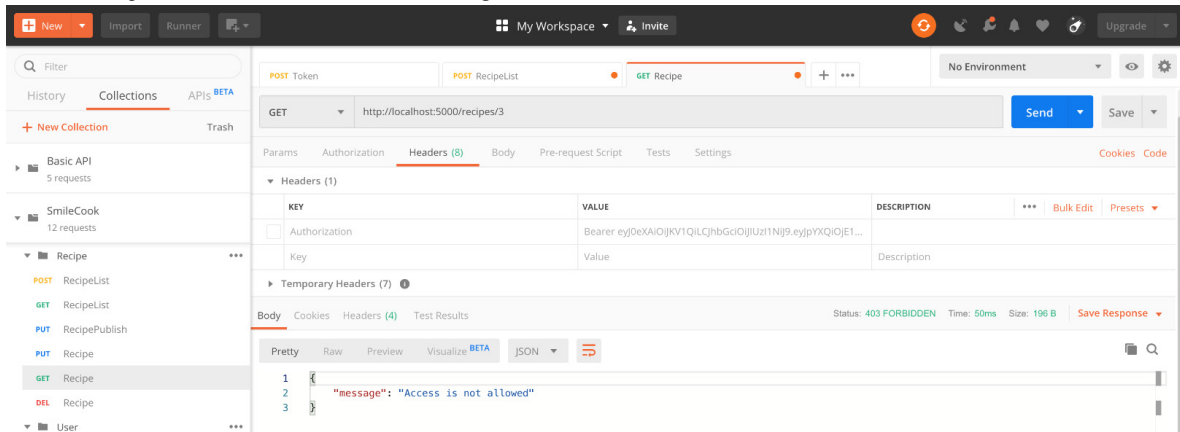 New Import Runner My Workspace Invite Upgrade
Filter
History Collections APIs BETA
+ New Collection Trash
Basic API
5 requests
SmileCook
12 requests
Recipe
POST RecipeList
GET RecipeList
PUT RecipePublish
PUT Recipe
GET Recipe
DEL Recipe
User
POST Token POST RecipeList GET Recipe + ••• No Environment
GET http://localhost:5000/recipes/3 Send Save
Params Authorization Headers (8) Body Pre-request Script Tests Settings Cookies Code
Headers (1)
KEY VALUE DESCRIPTION ••• Bulk Edit Presets
Authorization
Key Value Description
Temporary Headers (7)
Body Cookies Headers (4) Test Results Status: 403 FORBIDDEN Time: 50ms Size: 196 B Save Response
Pretty Raw Preview Visualize BETA JSON
1 {
2 "message": "Access is not allowed"
3 }